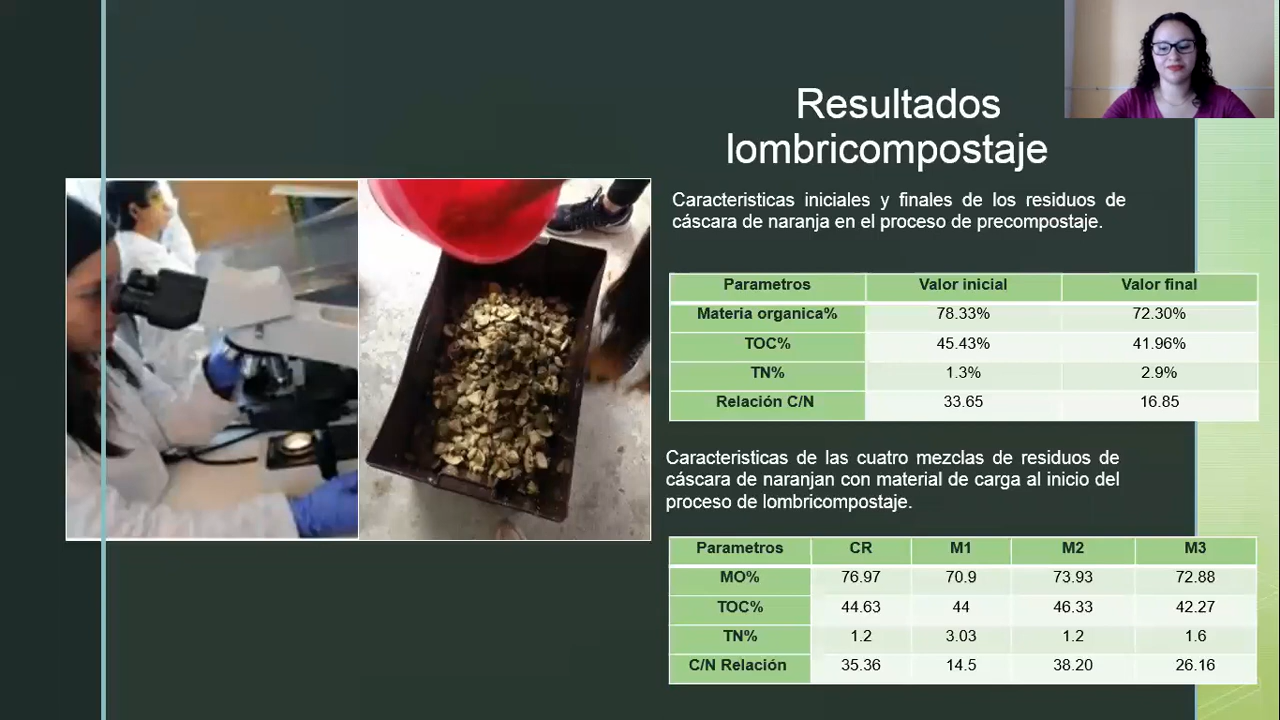 Resultados
lombricompostaje
Caracteristicas iniciales y finales de los residuos de
cáscara de naranja en el proceso de precompostaje.
Parametros Valor inicial Valor final
Materia organica% 78.33% 72.30%
TOC% 45.43% 41.96%
TN% 1.3% 2.9%
Relación C/N 33.65 16.85
Caracteristicas de las cuatro mezclas de residuos de
cáscara de naranjan con material de carga al inicio del
proceso de lombricompostaje.
Parametros CR M1 M2 M3
MO% 76.97 70.9 73.93 72.88
TOC% 44.63 44 46.33 42.27
TN% 1.2 3.03 1.2 1.6
C/N Relación 35.36 14.5 38.20 26.16